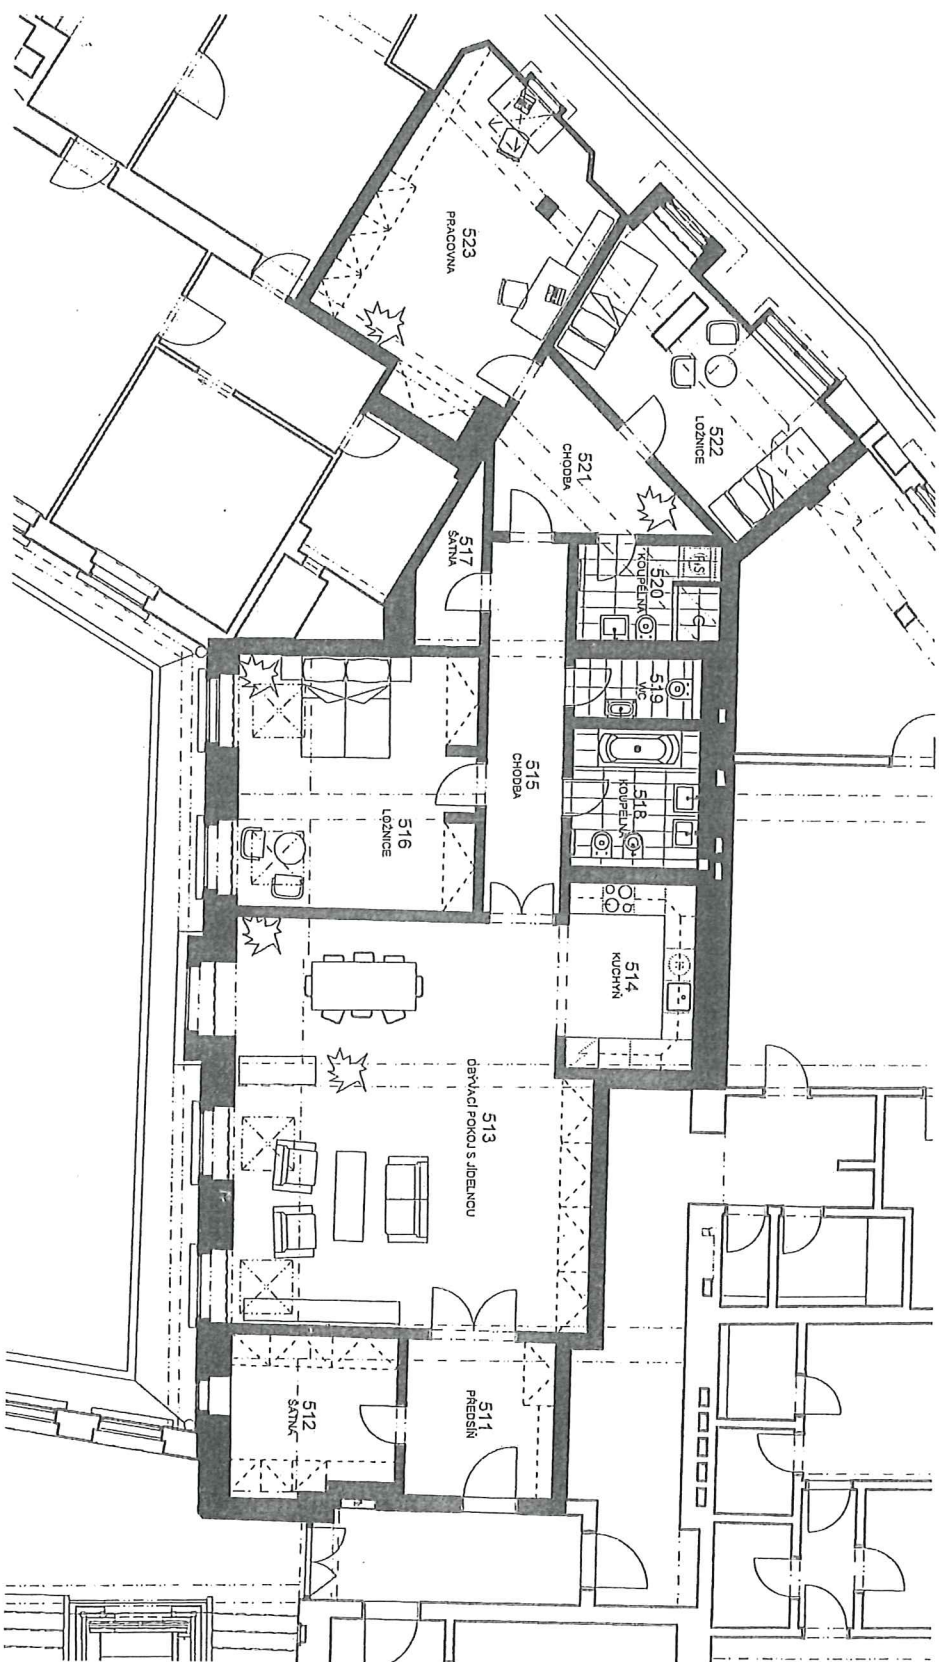 523
PRACOVNA
522
LOŽNICE
521
CHODBA
517
ŠATNA
520
KOUPELNA
519
WC
518
KOUPELNA
515
CHODBA
516
LOŽNICE
514
KUCHYŇ
513
OBÝVACÍ POKOJ S JÍDELNOU
512
ŠATNA
511
PŘEDSÍŇ